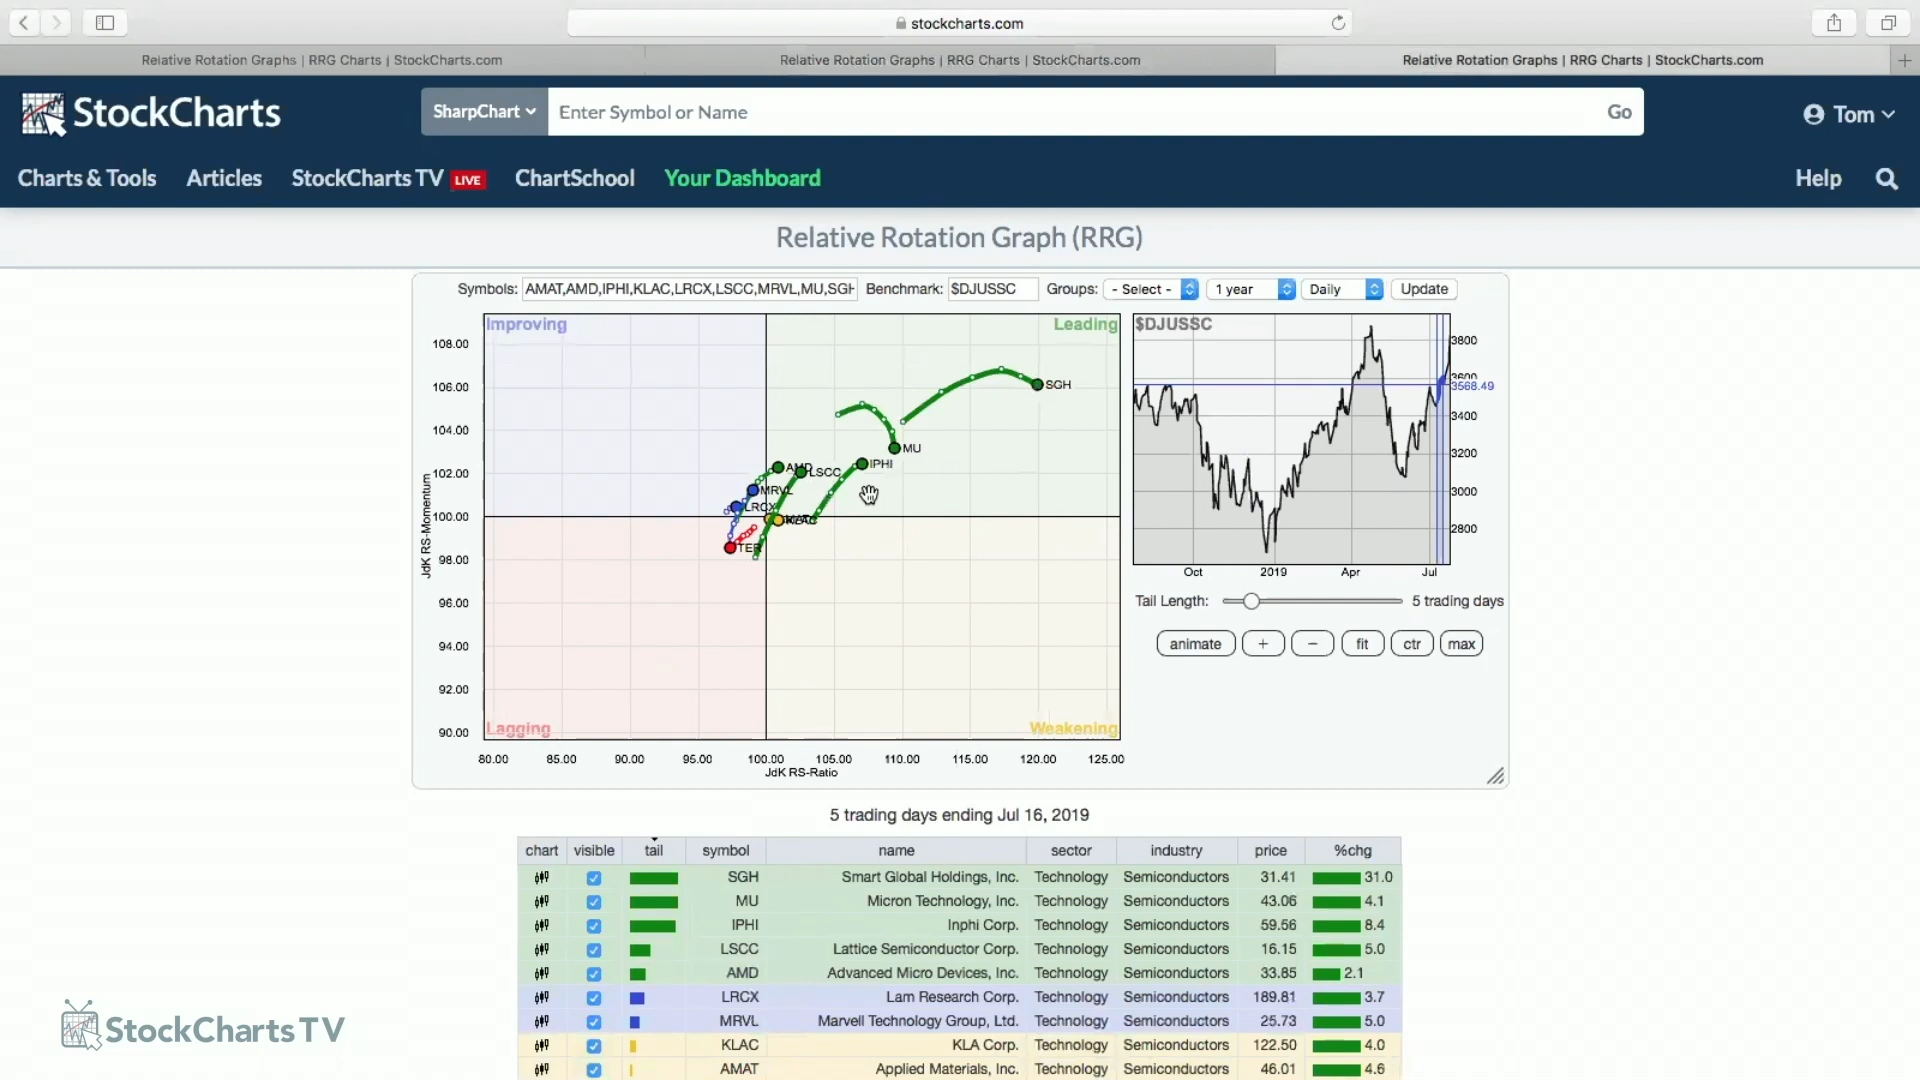 stockcharts.com
Relative Rotation Graphs | RRG Charts | StockCharts.com
Relative Rotation Graphs | RRG Charts | StockCharts.com
Relative Rotation Graphs | RRG Charts | StockCharts.com
StockCharts
SharpChart
Enter Symbol or Name
Go
Tom
Charts & Tools
Articles
StockCharts TV LIVE
ChartSchool
Your Dashboard
Help
Relative Rotation Graph (RRG)
Symbols: AMAT,AMD,IPHI,KLAC,LRCX,LSCC,MRVL,MU,SGH
Benchmark: $DJUSSC
Groups: - Select -
1 year
Daily
Update
Improving
Leading
108.00
106.00
104.00
102.00
100.00
98.00
96.00
94.00
92.00
90.00
JdK RS-Momentum
SGH
MU
IPHI
AMD
LSCC
MRVL
LRCX
TER
Lagging
Weakening
80.00 85.00 90.00 95.00 100.00 105.00 110.00 115.00 120.00 125.00
JdK RS-Ratio
$DJUSSC
3800
3600
3568.49
3400
3200
3000
2800
Oct 2019 Apr Jul
Tail Length: 5 trading days
animate + − fit ctr max
5 trading days ending Jul 16, 2019
chart visible tail symbol name sector industry price %chg
SGH Smart Global Holdings, Inc. Technology Semiconductors 31.41 31.0
MU Micron Technology, Inc. Technology Semiconductors 43.06 4.1
IPHI Inphi Corp. Technology Semiconductors 59.56 8.4
LSCC Lattice Semiconductor Corp. Technology Semiconductors 16.15 5.0
AMD Advanced Micro Devices, Inc. Technology Semiconductors 33.85 2.1
LRCX Lam Research Corp. Technology Semiconductors 189.81 3.7
MRVL Marvell Technology Group, Ltd. Technology Semiconductors 25.73 5.0
KLAC KLA Corp. Technology Semiconductors 122.50 4.0
AMAT Applied Materials, Inc. Technology Semiconductors 46.01 4.6
StockCharts TV